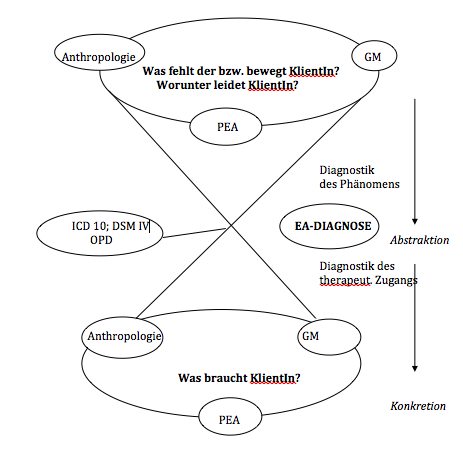 Anthropologie
GM
Was fehlt der bzw. bewegt KlientIn?
Worunter leidet KlientIn?
PEA
Diagnostik
des Phänomens
ICD 10; DSM IV
OPD
EA-DIAGNOSE
Abstraktion
Diagnostik des
therapeut. Zugangs
Anthropologie
GM
Was braucht KlientIn?
Konkretion
PEA